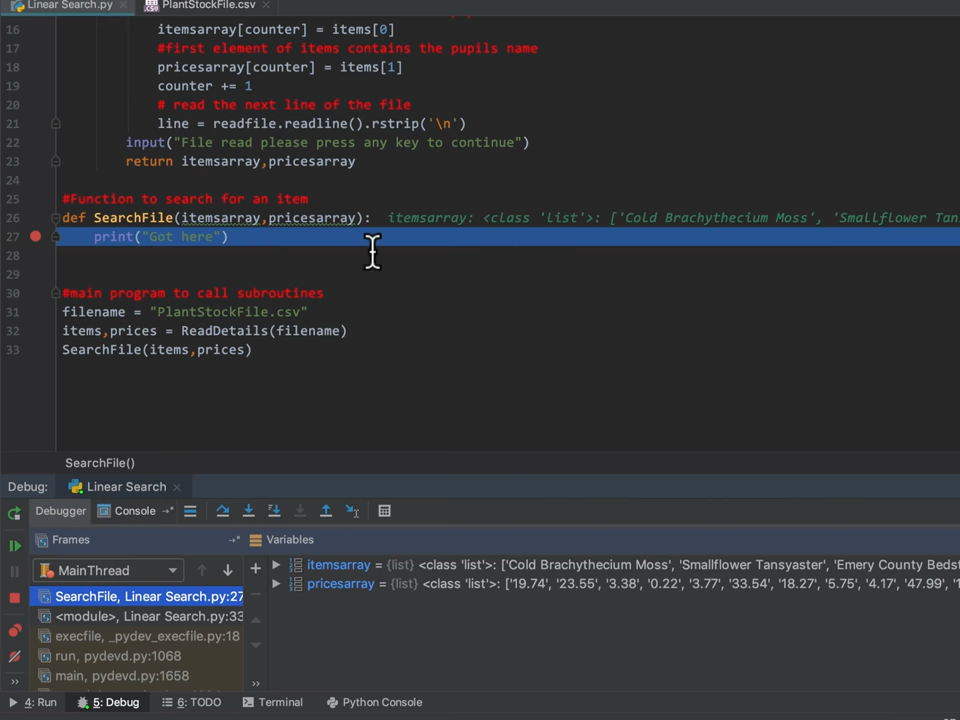 Linear Search.py × PlantStockFile.csv ×
16 itemsarray[counter] = items[0]
17 #first element of items contains the pupils name
18 pricesarray[counter] = items[1]
19 counter += 1
20 # read the next line of the file
21 line = readfile.readline().rstrip('\n')
22 input("File read please press any key to continue")
23 return itemsarray,pricesarray
24
25 #Function to search for an item
26 def SearchFile(itemsarray,pricesarray): itemsarray: <class 'list'>: ['Cold Brachythecium Moss', 'Smallflower Tan
27 print("Got here")
28
29
30 #main program to call subroutines
31 filename = "PlantStockFile.csv"
32 items,prices = ReadDetails(filename)
33 SearchFile(items,prices)
SearchFile()
Debug: Linear Search ×
Debugger Console
Frames Variables
MainThread
itemsarray = {list} <class 'list'>: ['Cold Brachythecium Moss', 'Smallflower Tansyaster', 'Emery County Bedst
pricesarray = {list} <class 'list'>: ['19.74', '23.55', '3.38', '0.22', '3.77', '33.54', '18.27', '5.75', '4.17', '47.99',
SearchFile, Linear Search.py:27
<module>, Linear Search.py:33
execfile, _pydev_execfile.py:18
run, pydevd.py:1068
main, pydevd.py:1658
4: Run 5: Debug 6: TODO Terminal Python Console